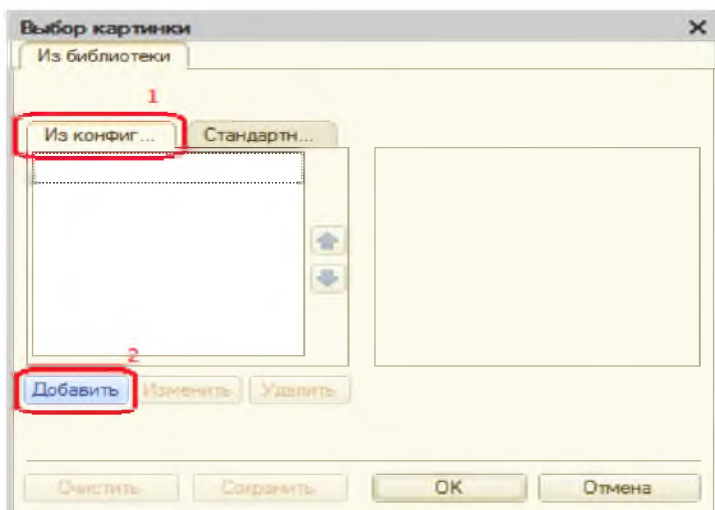 Выбор картинки
Из библиотеки
1
Из конфиг... Стандартн...
2
Добавить Изменить Удалить
Очистить Сохранить OK Отмена